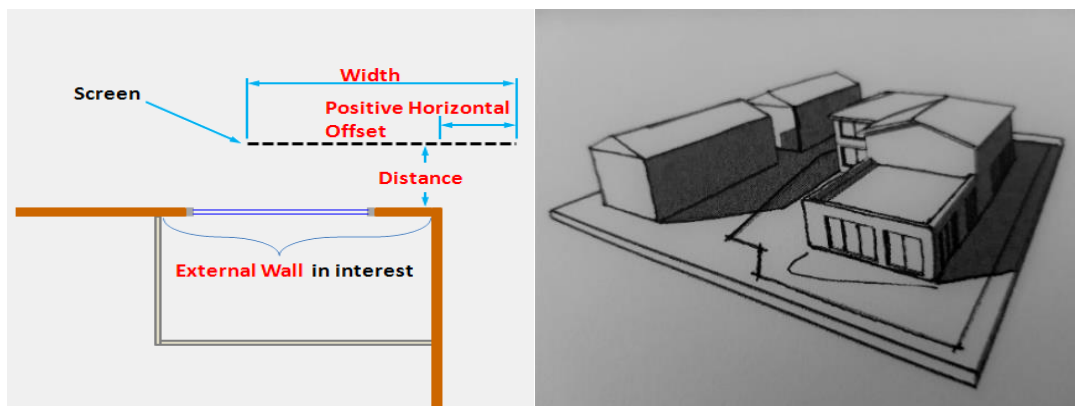 Width
Screen
Positive Horizontal
Offset
Distance
External Wall in interest